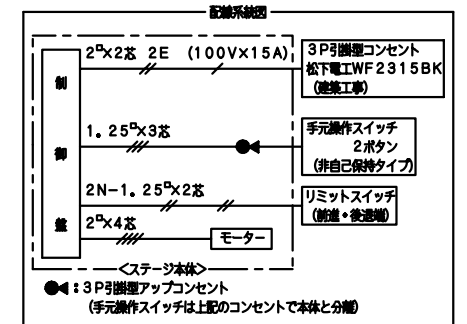 配線系統図
2□×2芯 2E (100V×15A)
3P引掛型コンセント
松下電工WF2315BK
(建築工事)
制
御
盤
1.25□×3芯
手元操作スイッチ
2ボタン
(非自己保持タイプ)
2N−1.25□×2芯
リミットスイッチ
(前進・後退端)
2□×4芯
モーター
<ステージ本体>
:3P引掛型アップコンセント
(手元操作スイッチは上記のコンセントで本体と分離)